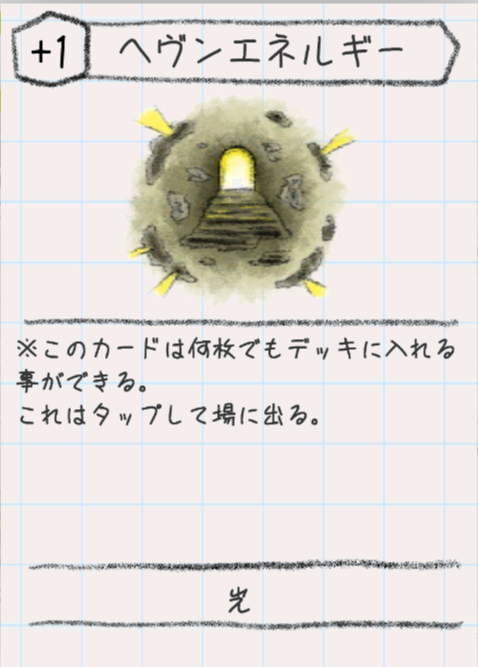 +1 ヘヴンエネルギー
※このカードは何枚でもデッキに入れる
事ができる。
これはタップして場に出る。
光